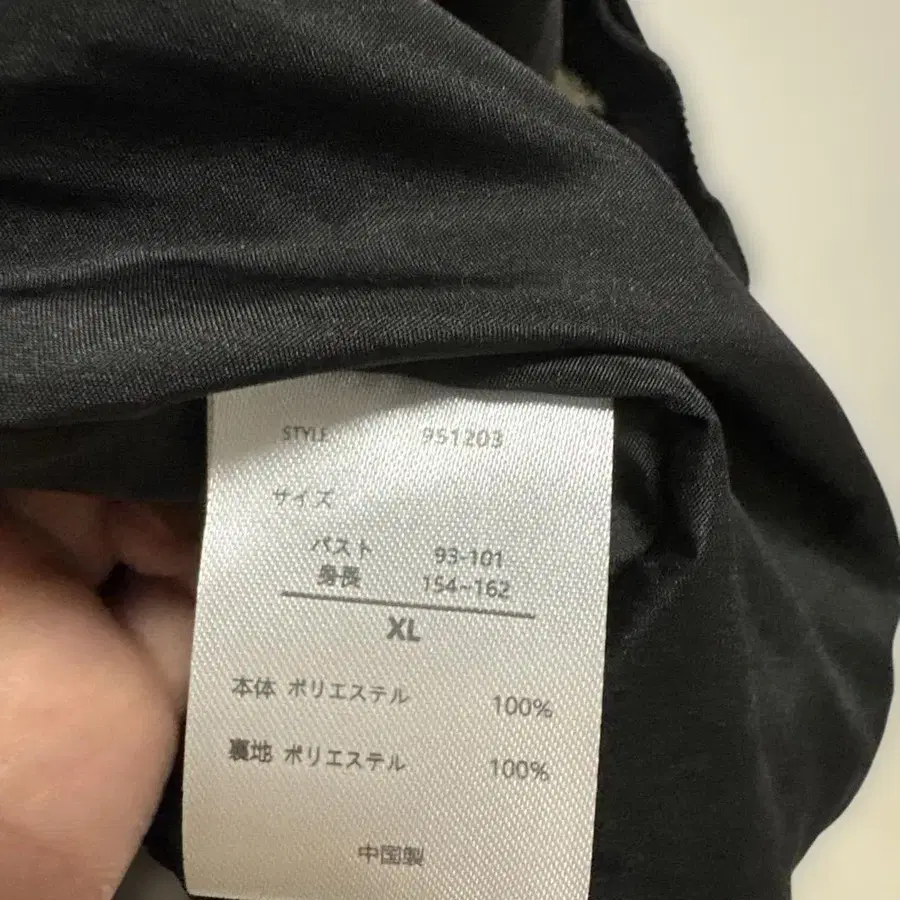 STYLE 951203
サイズ
バスト 93-101
身長 154~162
XL
本体 ポリエステル 100%
裏地 ポリエステル 100%
中国製